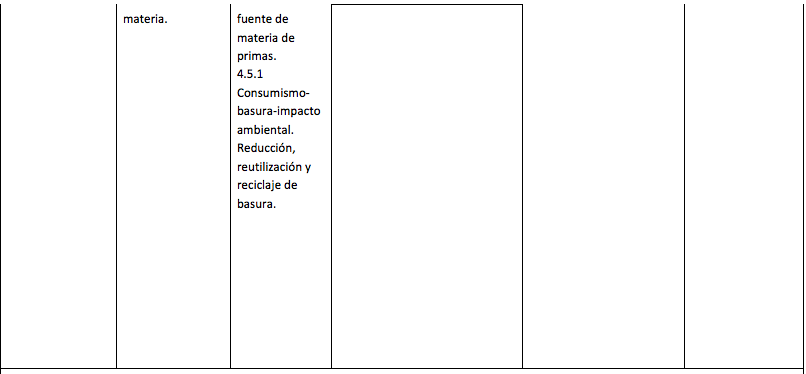 materia.
fuente de
materia de
primas.
4.5.1
Consumismo-
basura-impacto
ambiental.
Reducción,
reutilización y
reciclaje de
basura.